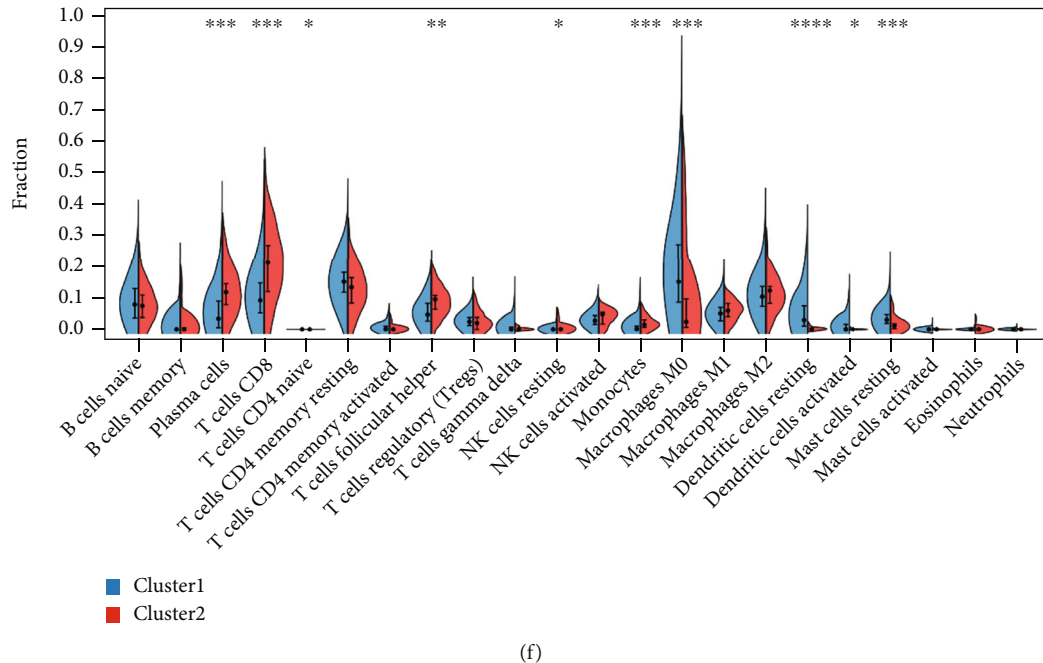 *** *** * ** * *** *** **** * ***
1.0
0.9
0.8
0.7
0.6
0.5
0.4
0.3
0.2
0.1
0.0
Fraction
B cells naive
B cells memory
Plasma cells
T cells CD8
T cells CD4 naive
T cells CD4 memory resting
T cells CD4 memory activated
T cells follicular helper
T cells regulatory (Tregs)
T cells gamma delta
NK cells resting
NK cells activated
Monocytes
Macrophages M0
Macrophages M1
Macrophages M2
Dendritic cells resting
Dendritic cells activated
Mast cells resting
Mast cells activated
Eosinophils
Neutrophils
Cluster1
Cluster2
(f)